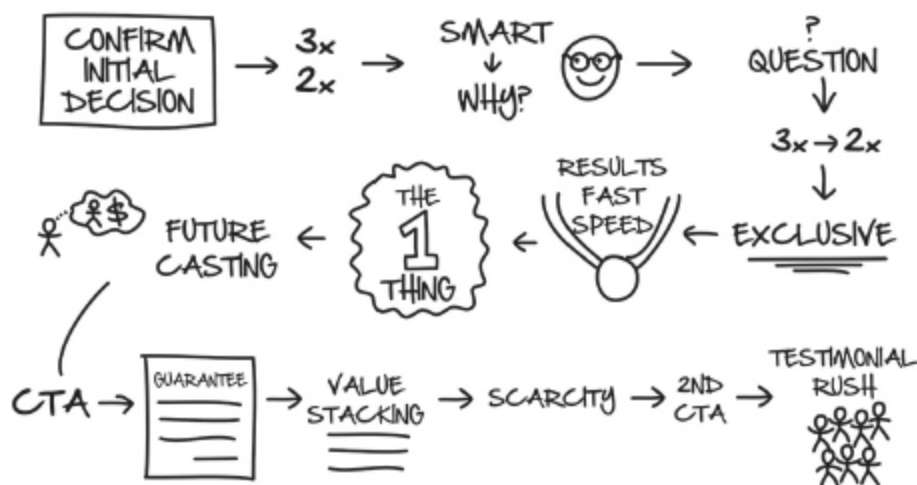 CONFIRM
INITIAL
DECISION
3x
2x
SMART
WHY?
?
QUESTION
3x → 2x
EXCLUSIVE
RESULTS
FAST
SPEED
THE
1
THING
FUTURE
CASTING
$
CTA
GUARANTEE
VALUE
STACKING
SCARCITY
2ND
CTA
TESTIMONIAL
RUSH